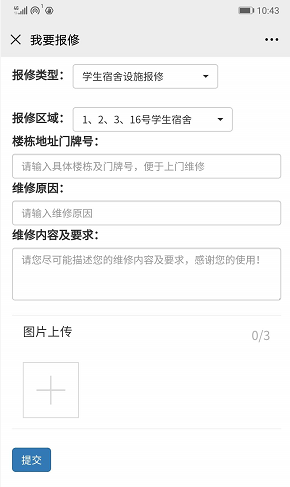 10:43
我要报修
报修类型： 学生宿舍设施报修
报修区域： 1、2、3、16号学生宿舍
楼栋地址门牌号：
请输入具体楼栋及门牌号，便于上门维修
维修原因：
请输入维修原因
维修内容及要求：
请您尽可能描述您的维修内容及要求，感谢您的使用！
图片上传 0/3
提交